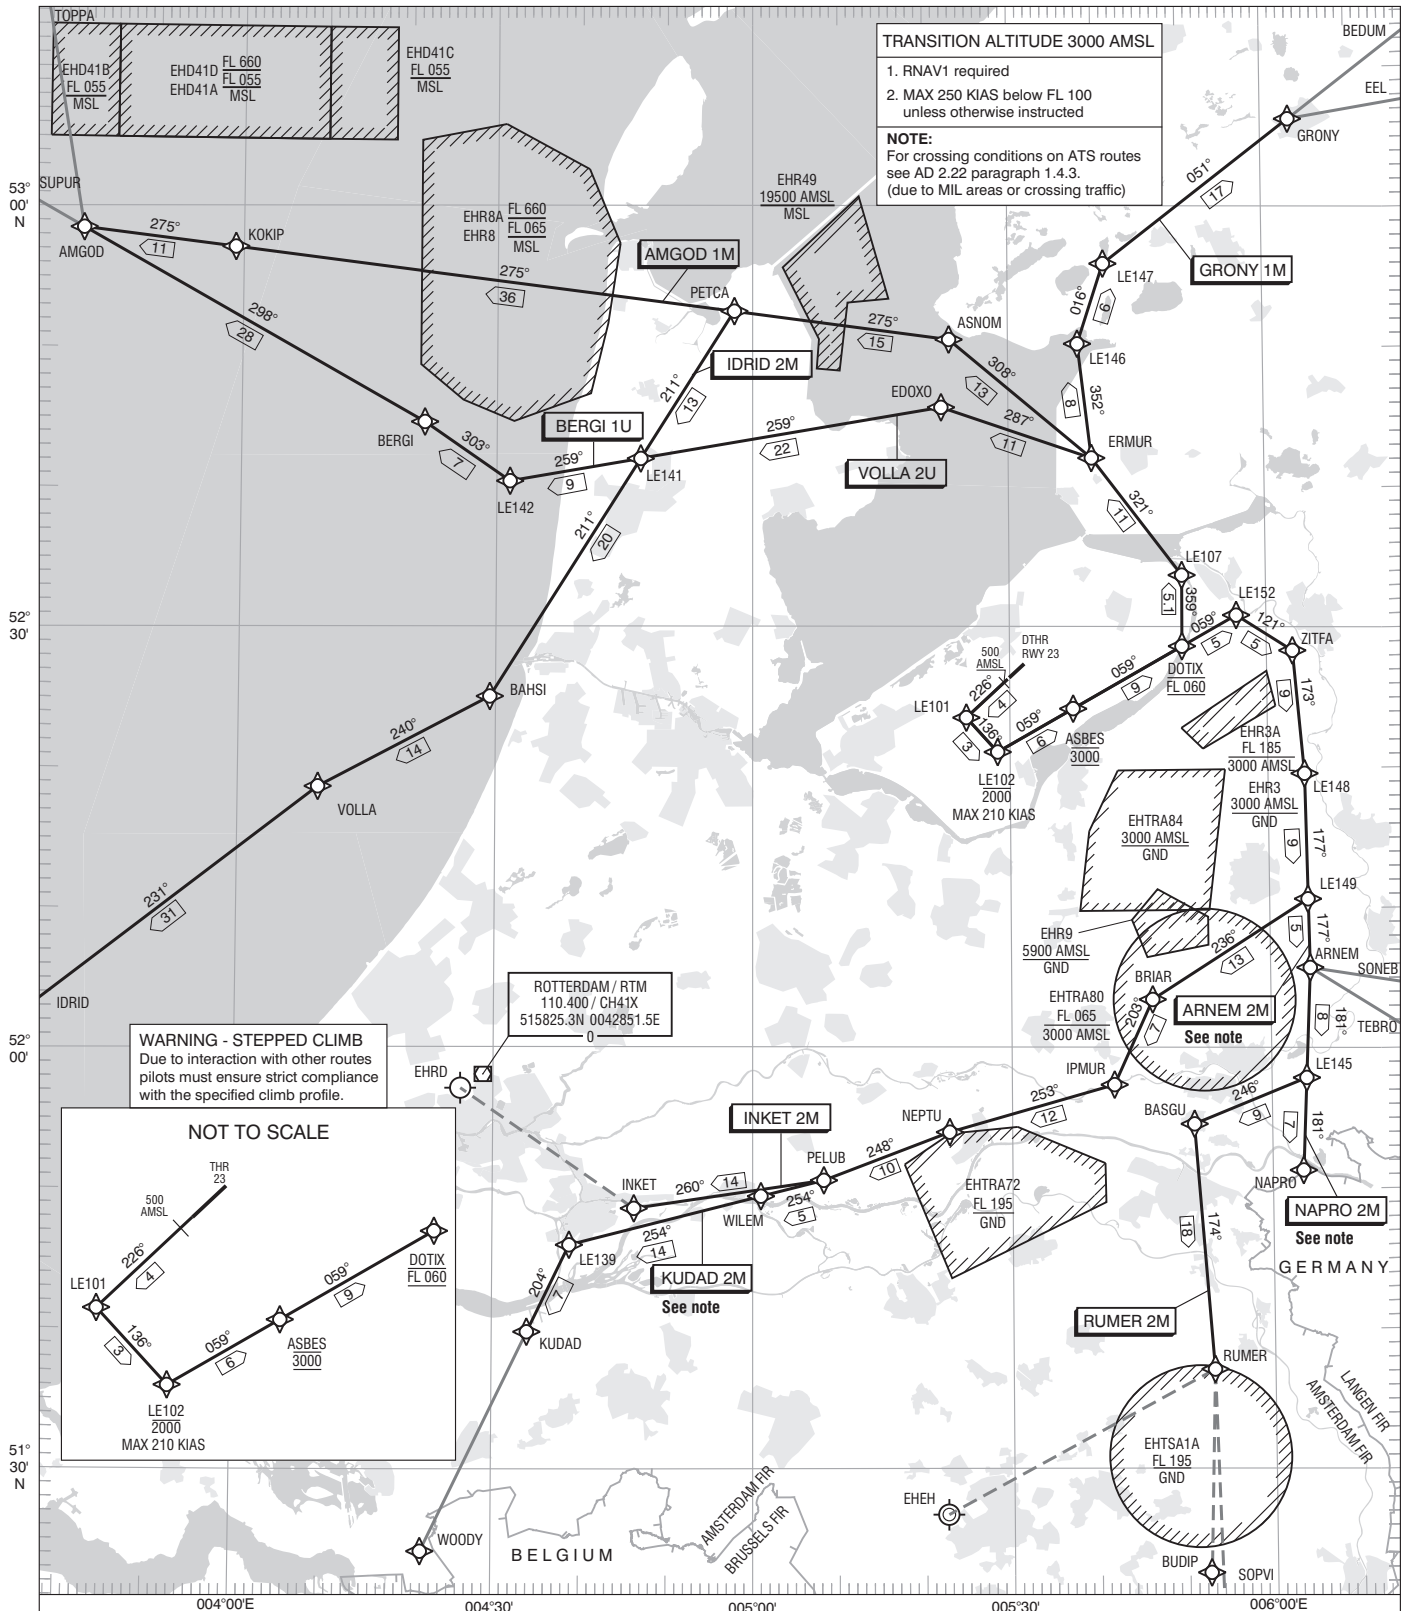 TOPPA
EHD41B
FL 055
MSL
EHD41D FL 660
EHD41A FL 055
MSL
EHD41C
FL 055
MSL
TRANSITION ALTITUDE 3000 AMSL
1. RNAV1 required
2. MAX 250 KIAS below FL 100
unless otherwise instructed
NOTE:
For crossing conditions on ATS routes
see AD 2.22 paragraph 1.4.3.
(due to MIL areas or crossing traffic)
BEDUM
EEL
GRONY
051°
17
GRONY 1M
LE147
016°
9
LE146
352°
8
53°
00'
N
SUPUR
AMGOD
275°
11
KOKIP
EHR8A FL 660
EHR8 FL 065
MSL
EHR49
19500 AMSL
MSL
AMGOD 1M
275°
36
PETCA
275°
15
ASNOM
298°
28
308°
13
IDRID 2M
211°
13
EDOXO
287°
11
ERMUR
BERGI
303°
7
BERGI 1U
259°
9
259°
22
VOLLA 2U
LE142
LE141
321°
11
211°
20
LE107
359°
5.1
LE152
52°
30'
059°
5
121°
5
ZITFA
DTHR
RWY 23
500
AMSL
DOTIX
FL 060
059°
9
226°
4
LE101
136°
3
059°
6
ASBES
3000
LE102
2000
MAX 210 KIAS
173°
9
BAHSI
240°
14
VOLLA
EHR3A
FL 185
3000 AMSL
EHR3
3000 AMSL
GND
LE148
EHTRA84
3000 AMSL
GND
177°
9
231°
31
LE149
177°
5
EHR9
5900 AMSL
GND
236°
13
ARNEM
SONEB
TEBRO
BRIAR
IDRID
ROTTERDAM / RTM
110.400 / CH41X
515825.3N 0042851.5E
0
EHTRA80
FL 065
3000 AMSL
203°
7
ARNEM 2M
See note
181°
8
52°
00'
WARNING - STEPPED CLIMB
Due to interaction with other routes
pilots must ensure strict compliance
with the specified climb profile.
EHRD
IPMUR
LE145
253°
12
246°
9
BASGU
NEPTU
INKET 2M
181°
7
NOT TO SCALE
THR
23
500
AMSL
226°
4
LE101
136°
3
059°
6
ASBES
3000
059°
9
DOTIX
FL 060
LE102
2000
MAX 210 KIAS
PELUB
248°
10
INKET
260°
14
WILEM
254°
5
EHTRA72
FL 195
GND
NAPRO
NAPRO 2M
See note
174°
18
254°
14
LE139
KUDAD 2M
See note
204°
7
GERMANY
RUMER 2M
KUDAD
RUMER
LANGEN FIR
AMSTERDAM FIR
51°
30'
N
EHTSA1A
FL 195
GND
AMSTERDAM FIR
BRUSSELS FIR
EHEH
WOODY
BELGIUM
BUDIP
SOPVI
004°00'E
004°30'
005°00'
005°30'
006°00'E